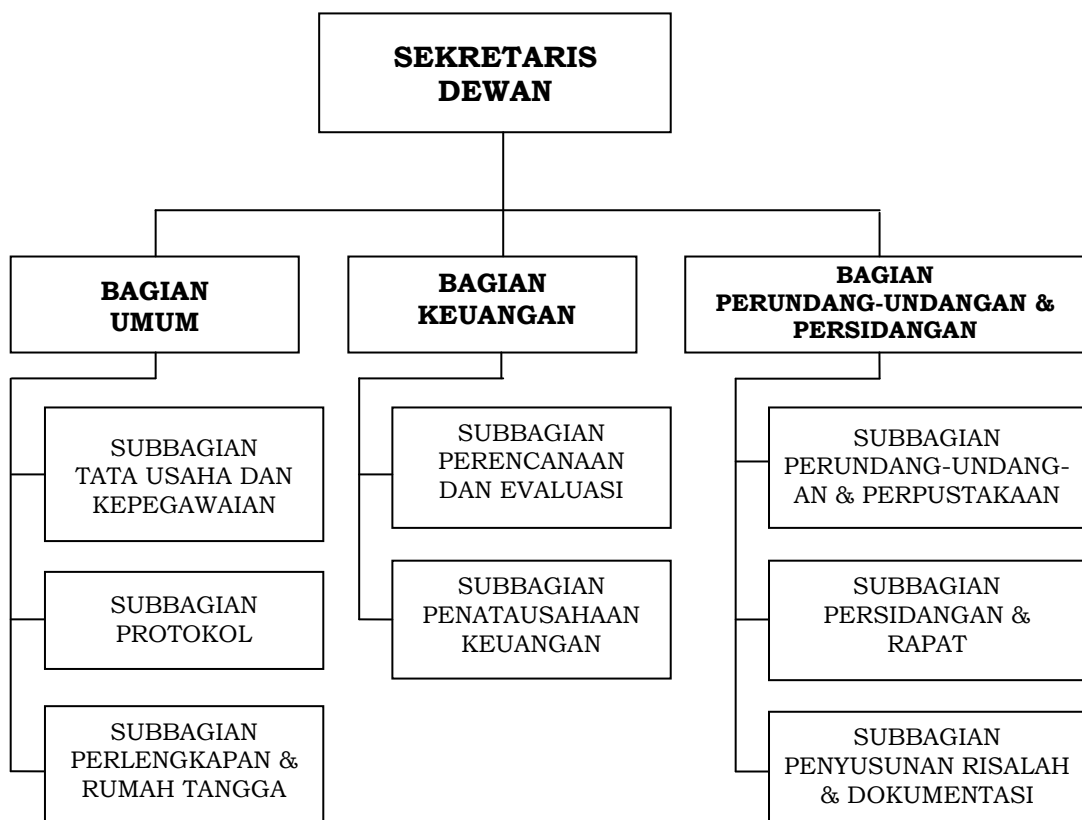 SEKRETARIS
DEWAN
BAGIAN
UMUM
BAGIAN
KEUANGAN
BAGIAN
PERUNDANG-UNDANGAN &
PERSIDANGAN
SUBBAGIAN
TATA USAHA DAN
KEPEGAWAIAN
SUBBAGIAN
PROTOKOL
SUBBAGIAN
PERLENGKAPAN &
RUMAH TANGGA
SUBBAGIAN
PERENCANAAN
DAN EVALUASI
SUBBAGIAN
PENATAUSAHAAN
KEUANGAN
SUBBAGIAN
PERUNDANG-UNDANG-
AN & PERPUSTAKAAN
SUBBAGIAN
PERSIDANGAN &
RAPAT
SUBBAGIAN
PENYUSUNAN RISALAH
& DOKUMENTASI